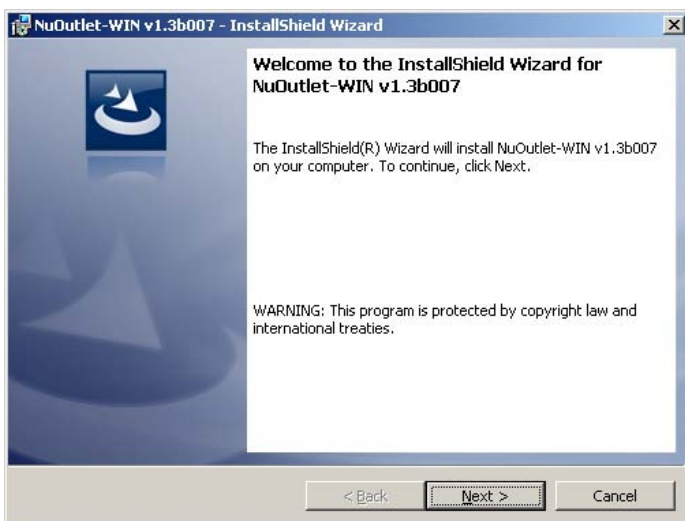 NuOutlet-WIN v1.3b007 - InstallShield Wizard
Welcome to the InstallShield Wizard for
NuOutlet-WIN v1.3b007
The InstallShield(R) Wizard will install NuOutlet-WIN v1.3b007
on your computer. To continue, click Next.
WARNING: This program is protected by copyright law and
international treaties.
< Back
Next >
Cancel